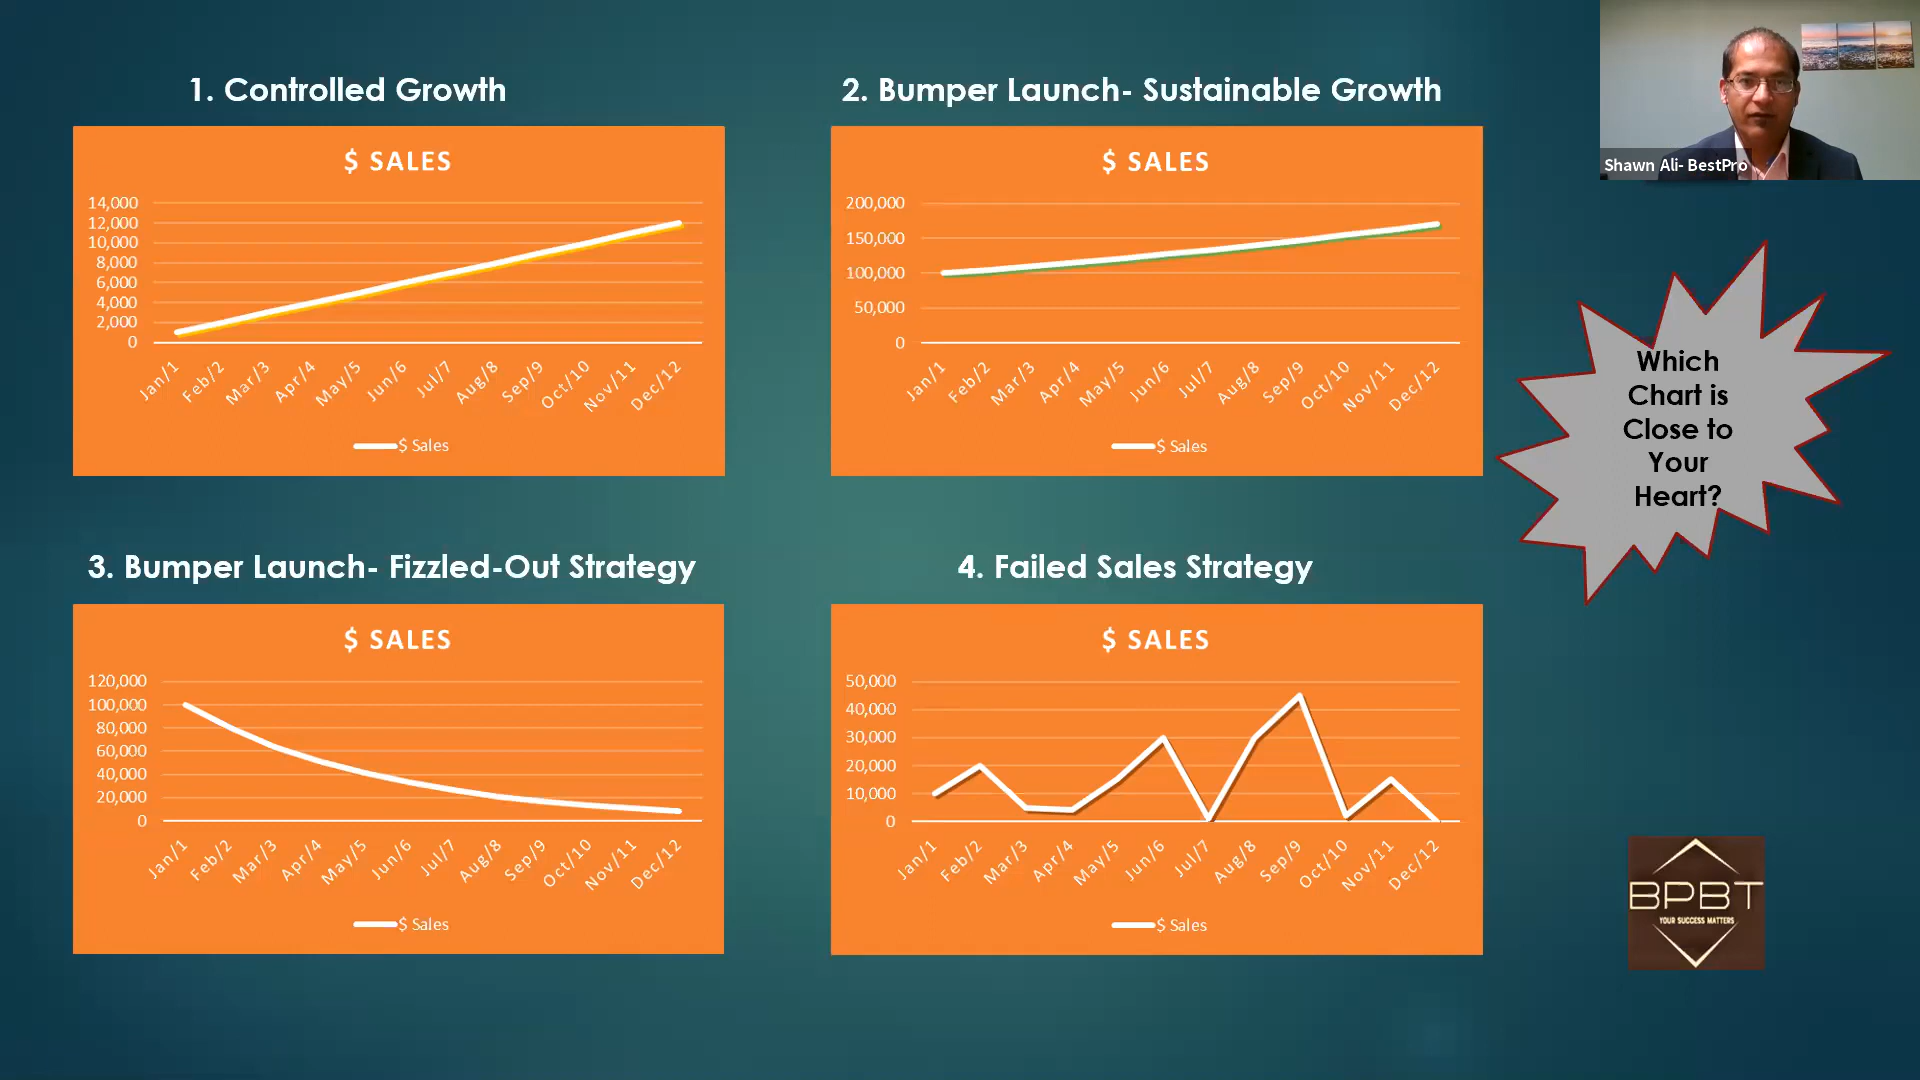 1. Controlled Growth
$ SALES
14,000
12,000
10,000
8,000
6,000
4,000
2,000
0
Jan/1
Feb/2
Mar/3
Apr/4
May/5
Jun/6
Jul/7
Aug/8
Sep/9
Oct/10
Nov/11
Dec/12
$ Sales
2. Bumper Launch- Sustainable Growth
$ SALES
200,000
150,000
100,000
50,000
0
Jan/1
Feb/2
Mar/3
Apr/4
May/5
Jun/6
Jul/7
Aug/8
Sep/9
Oct/10
Nov/11
Dec/12
$ Sales
Shawn Ali- BestPro
Which
Chart is
Close to
Your
Heart?
3. Bumper Launch- Fizzled-Out Strategy
$ SALES
120,000
100,000
80,000
60,000
40,000
20,000
0
Jan/1
Feb/2
Mar/3
Apr/4
May/5
Jun/6
Jul/7
Aug/8
Sep/9
Oct/10
Nov/11
Dec/12
$ Sales
4. Failed Sales Strategy
$ SALES
50,000
40,000
30,000
20,000
10,000
0
Jan/1
Feb/2
Mar/3
Apr/4
May/5
Jun/6
Jul/7
Aug/8
Sep/9
Oct/10
Nov/11
Dec/12
$ Sales
BPBT
YOUR SUCCESS MATTERS